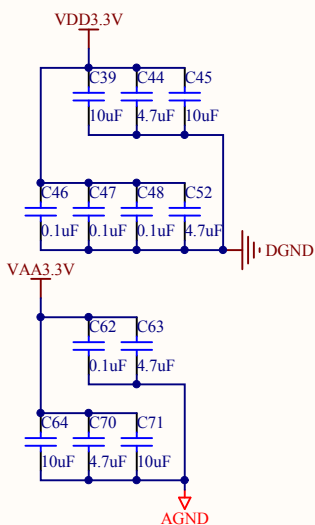 VDD3.3V
C39 C44 C45
10uF 4.7uF 10uF
C46 C47 C48 C52
0.1uF 0.1uF 0.1uF 4.7uF
DGND
VAA3.3V
C62 C63
0.1uF 4.7uF
C64 C70 C71
10uF 4.7uF 10uF
AGND